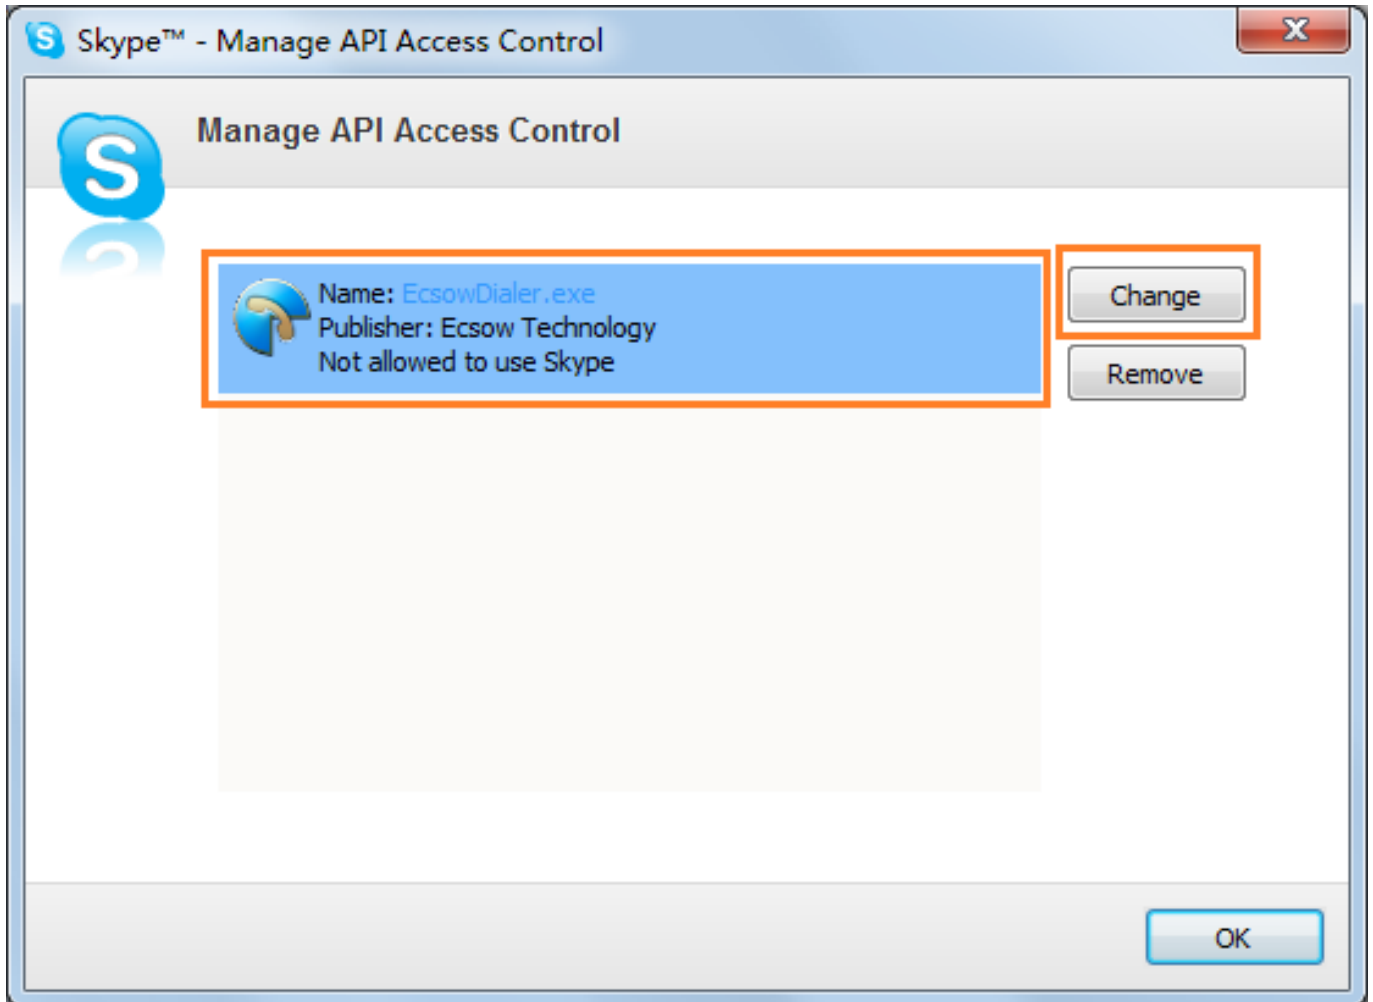 Skype™ - Manage API Access Control
Manage API Access Control
Name: EcsowDialer.exe
Publisher: Ecsow Technology
Not allowed to use Skype
Change
Remove
OK